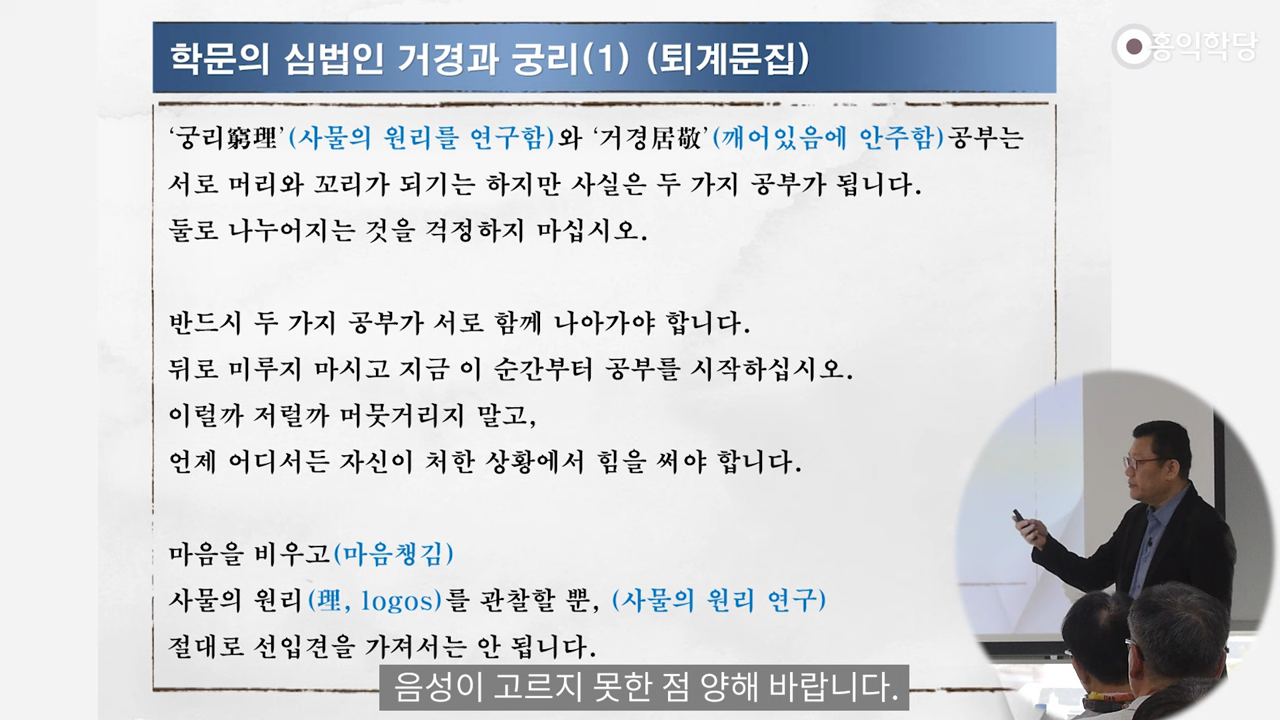 학문의 심법인 거경과 궁리(1) (퇴계문집)
홍익학당
‘궁리窮理’(사물의 원리를 연구함)와 ‘거경居敬’(깨어있음에 안주함)공부는
서로 머리와 꼬리가 되기는 하지만 사실은 두 가지 공부가 됩니다.
둘로 나누어지는 것을 걱정하지 마십시오.
반드시 두 가지 공부가 서로 함께 나아가야 합니다.
뒤로 미루지 마시고 지금 이 순간부터 공부를 시작하십시오.
이럴까 저럴까 머뭇거리지 말고,
언제 어디서든 자신이 처한 상황에서 힘을 써야 합니다.
마음을 비우고(마음챙김)
사물의 원리(理, logos)를 관찰할 뿐, (사물의 원리 연구)
절대로 선입견을 가져서는 안 됩니다.
음성이 고르지 못한 점 양해 바랍니다.